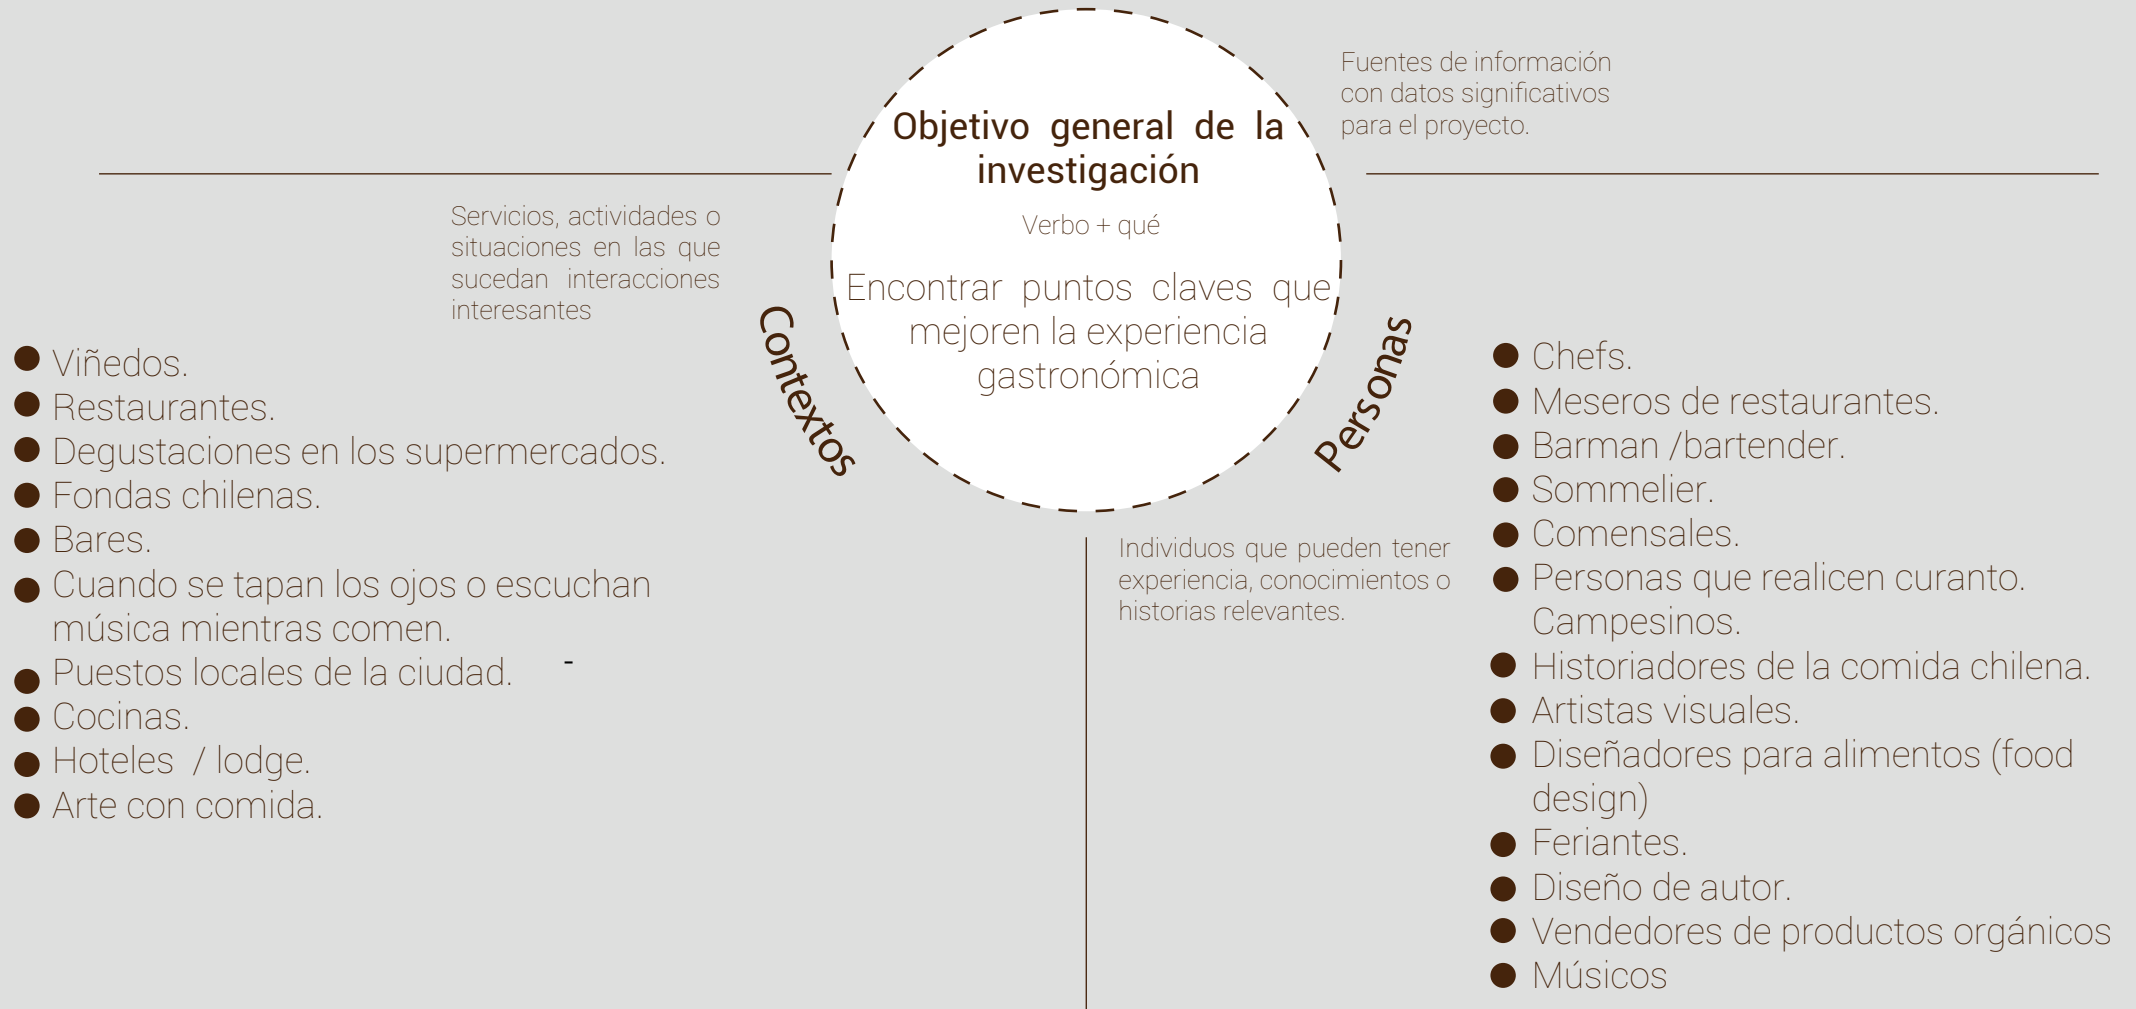 Fuentes de información
con datos significativos
para el proyecto.
Objetivo general de la
investigación
Verbo + qué
Encontrar puntos claves que
mejoren la experiencia
gastronómica
Servicios, actividades o
situaciones en las que
sucedan interacciones
interesantes
Contextos
Viñedos.
Restaurantes.
Degustaciones en los supermercados.
Fondas chilenas.
Bares.
Cuando se tapan los ojos o escuchan
música mientras comen.
Puestos locales de la ciudad. -
Cocinas.
Hoteles / lodge.
Arte con comida.
Personas
Individuos que pueden tener
experiencia, conocimientos o
historias relevantes.
Chefs.
Meseros de restaurantes.
Barman /bartender.
Sommelier.
Comensales.
Personas que realicen curanto.
Campesinos.
Historiadores de la comida chilena.
Artistas visuales.
Diseñadores para alimentos (food
design)
Feriantes.
Diseño de autor.
Vendedores de productos orgánicos
Músicos